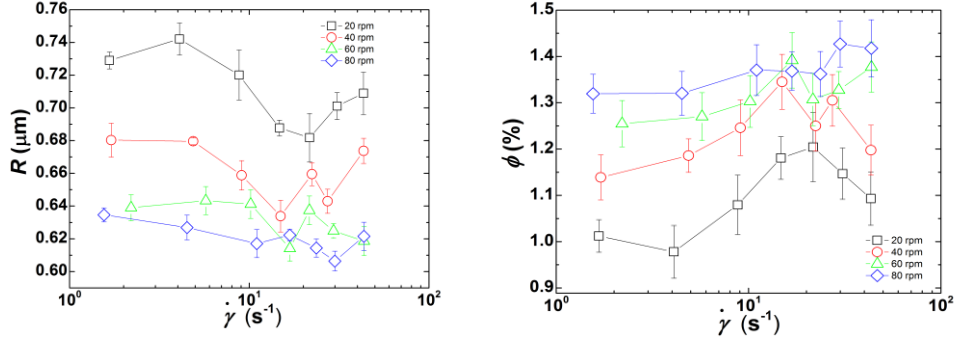 0.76
0.74
0.72
0.70
0.68
0.66
0.64
0.62
0.60
R (μm)
20 rpm
40 rpm
60 rpm
80 rpm
10⁰
10¹
10²
γ̇ (s⁻¹)
1.5
1.4
1.3
1.2
1.1
1.0
0.9
ϕ (%)
20 rpm
40 rpm
60 rpm
80 rpm
10⁰
10¹
10²
γ̇ (s⁻¹)